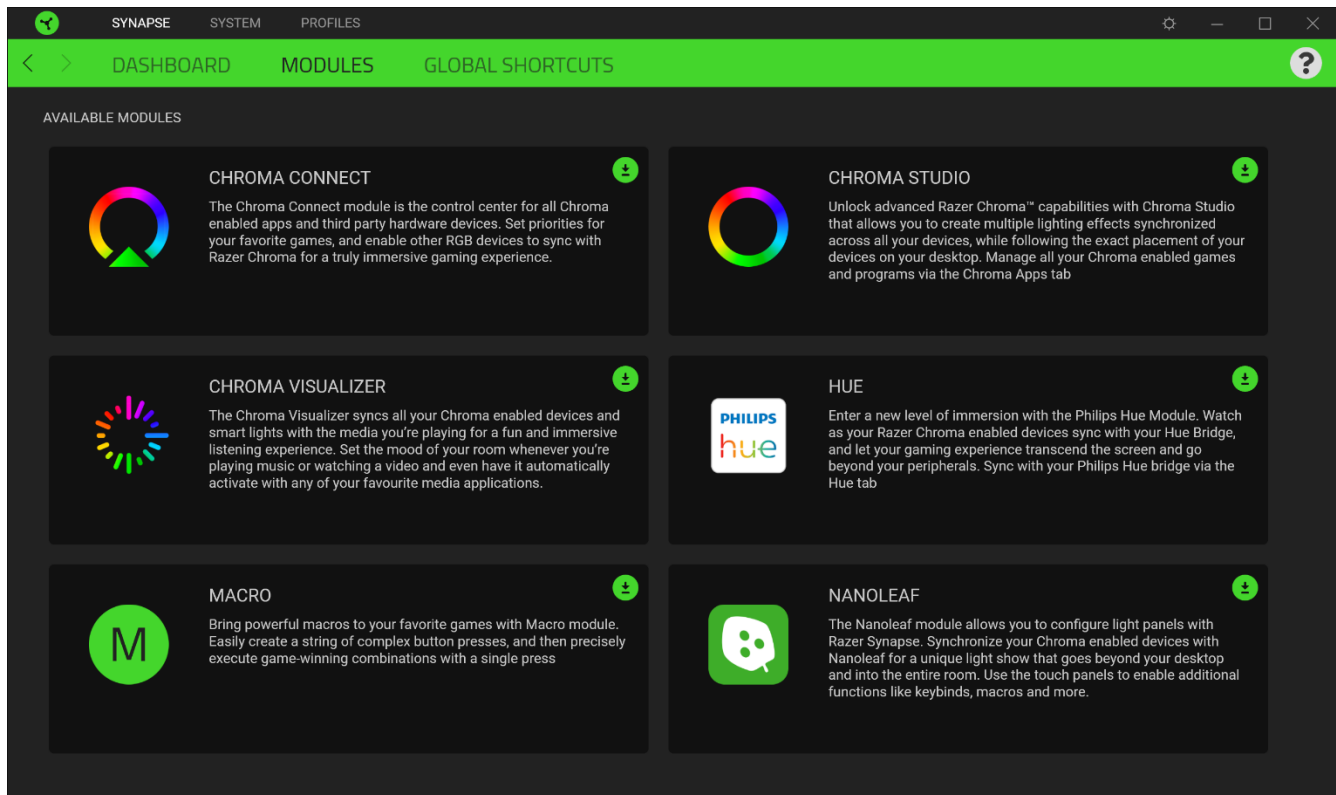 SYNAPSE SYSTEM PROFILES
DASHBOARD MODULES GLOBAL SHORTCUTS ?
AVAILABLE MODULES
CHROMA CONNECT
The Chroma Connect module is the control center for all Chroma
enabled apps and third party hardware devices. Set priorities for
your favorite games, and enable other RGB devices to sync with
Razer Chroma for a truly immersive gaming experience.
CHROMA STUDIO
Unlock advanced Razer Chroma™ capabilities with Chroma Studio
that allows you to create multiple lighting effects synchronized
across all your devices, while following the exact placement of your
devices on your desktop. Manage all your Chroma enabled games
and programs via the Chroma Apps tab
CHROMA VISUALIZER
The Chroma Visualizer syncs all your Chroma enabled devices and
smart lights with the media you’re playing for a fun and immersive
listening experience. Set the mood of your room whenever you’re
playing music or watching a video and even have it automatically
activate with any of your favourite media applications.
PHILIPS
hue
HUE
Enter a new level of immersion with the Philips Hue Module. Watch
as your Razer Chroma enabled devices sync with your Hue Bridge,
and let your gaming experience transcend the screen and go
beyond your peripherals. Sync with your Philips Hue bridge via the
Hue tab
M
MACRO
Bring powerful macros to your favorite games with Macro module.
Easily create a string of complex button presses, and then precisely
execute game-winning combinations with a single press
NANOLEAF
The Nanoleaf module allows you to configure light panels with
Razer Synapse. Synchronize your Chroma enabled devices with
Nanoleaf for a unique light show that goes beyond your desktop
and into the entire room. Use the touch panels to enable additional
functions like keybinds, macros and more.